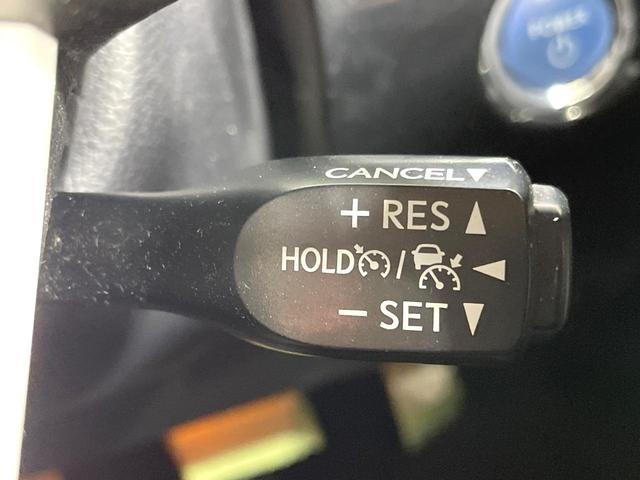 CANCEL▼
+ RES ▲
HOLD / ◀
− SET ▼